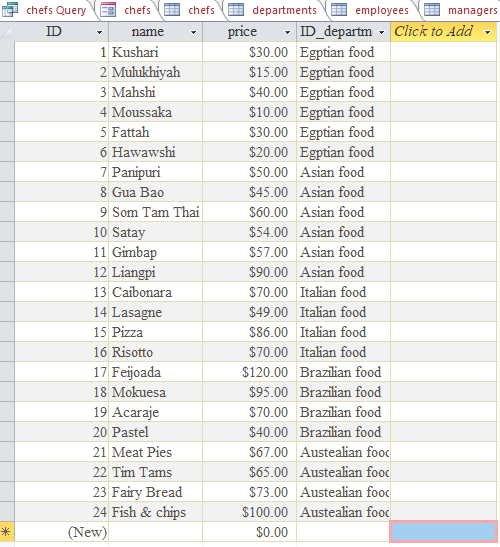 chefs Query chefs chefs departments employees managers
ID name price ID_departm Click to Add
1 Kushari $30.00 Egptian food
2 Mulukhiyah $15.00 Egptian food
3 Mahshi $40.00 Egptian food
4 Moussaka $10.00 Egptian food
5 Fattah $30.00 Egptian food
6 Hawawshi $20.00 Egptian food
7 Panipuri $50.00 Asian food
8 Gua Bao $45.00 Asian food
9 Som Tam Thai $60.00 Asian food
10 Satay $54.00 Asian food
11 Gimbap $57.00 Asian food
12 Liangpi $90.00 Asian food
13 Caibonara $70.00 Italian food
14 Lasagne $49.00 Italian food
15 Pizza $86.00 Italian food
16 Risotto $70.00 Italian food
17 Feijoada $120.00 Brazilian food
18 Mokuesa $95.00 Brazilian food
19 Acaraje $70.00 Brazilian food
20 Pastel $40.00 Brazilian food
21 Meat Pies $67.00 Austealian food
22 Tim Tams $65.00 Austealian food
23 Fairy Bread $73.00 Austealian food
24 Fish & chips $100.00 Austealian food
(New) $0.00